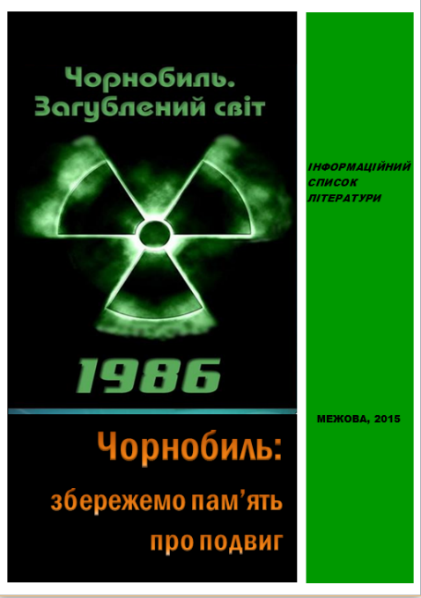 Чорнобиль.
Загублений світ
1986
Чорнобиль:
збережемо пам’ять
про подвиг
ІНФОРМАЦІЙНИЙ
СПИСОК
ЛІТЕРАТУРИ
МЕЖОВА, 2015